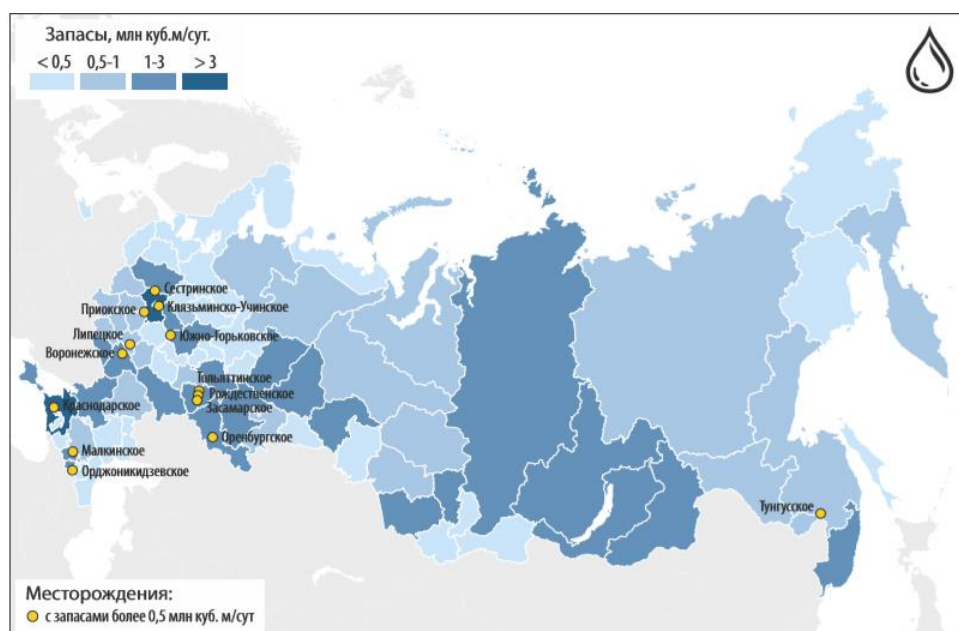 Запасы, млн куб.м/сут.
< 0,5 0,5-1 1-3 > 3
Сестринское
Клязьминско-Учинское
Приокское
Южно-Горьковское
Липецкое
Воронежское
Тольяттинское
Рождественское
Засамарское
Краснодарское
Оренбургское
Малкинское
Орджоникидзевское
Тунгусское
Месторождения:
с запасами более 0,5 млн куб. м/сут